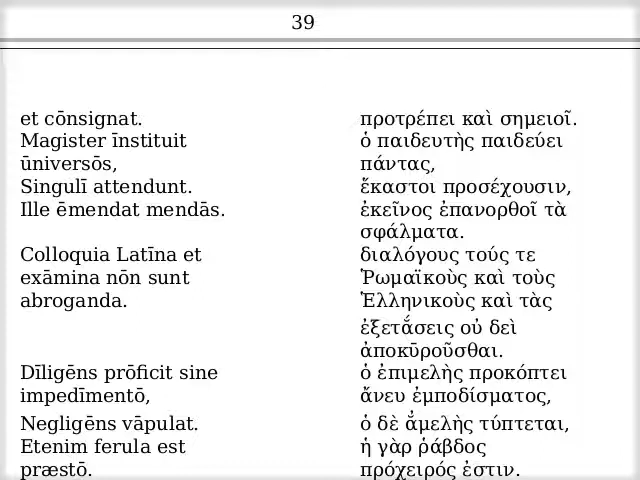 39
et cōnsignat.
Magister īnstituit
ūniversōs,
Singulī attendunt.
Ille ēmendat mendās.
Colloquia Latīna et
exāmina nōn sunt
abroganda.
Dīligēns prōficit sine
impedīmentō,
Negligēns vāpulat.
Etenim ferula est
præstō.
προτρέπει καὶ σημειοῖ.
ὁ παιδευτὴς παιδεύει
πάντας,
ἕκαστοι προσέχουσιν,
ἐκεῖνος ἐπανορθοῖ τὰ
σφάλματα.
διαλόγους τούς τε
Ῥωμαϊκοὺς καὶ τοὺς
Ἑλληνικοὺς καὶ τὰς
ἐξετᾴσεις οὐ δεὶ
ἀποκῡροῦσθαι.
ὁ ἐπιμελὴς προκόπτει
ἄνευ ἐμποδίσματος,
ὁ δὲ ᾴμελὴς τύπτεται,
ἡ γὰρ ῥάβδος
πρόχειρός ἐστιν.